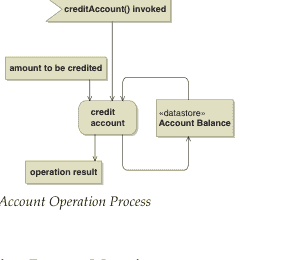 creditAccount() invoked
amount to be credited
credit
account
«datastore»
Account Balance
operation result
Account Operation Process